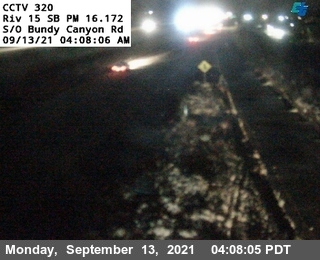 CCTV 320
Riv 15 SB PM 16.172
S/O Bundy Canyon Rd
09/13/21 04:08:06 AM
Monday, September 13, 2021 04:08:05 PDT